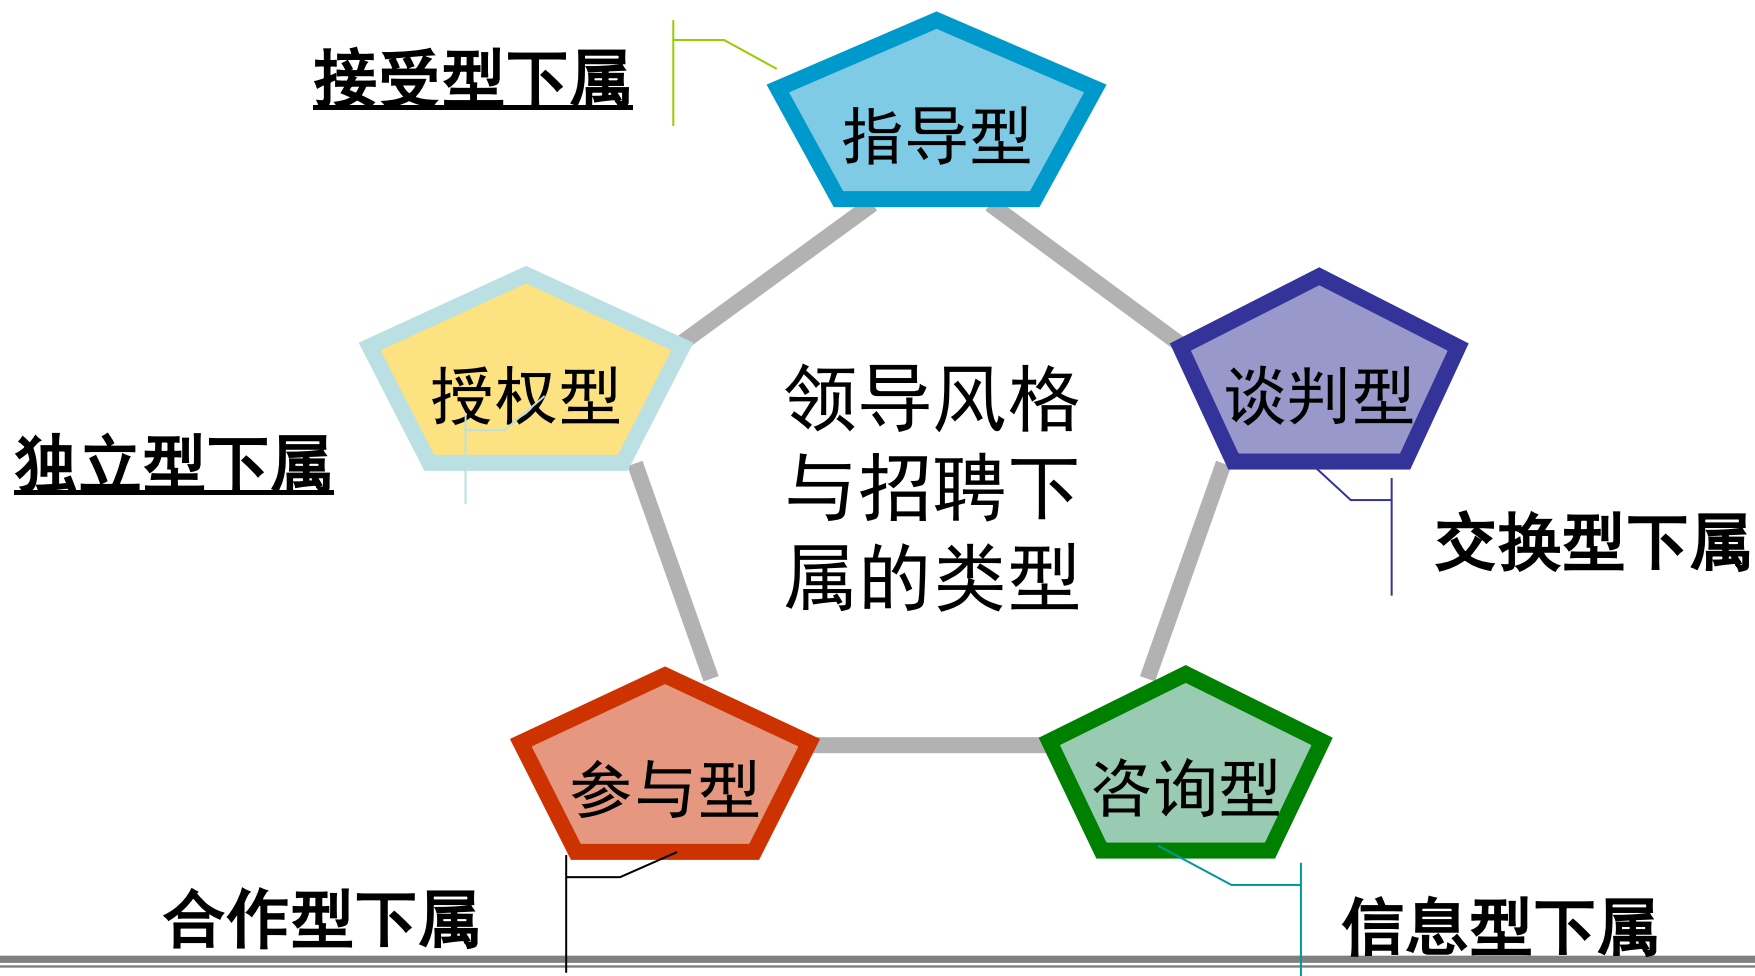 接受型下属
指导型
授权型
谈判型
领导风格
与招聘下
属的类型
独立型下属
交换型下属
参与型
咨询型
合作型下属
信息型下属